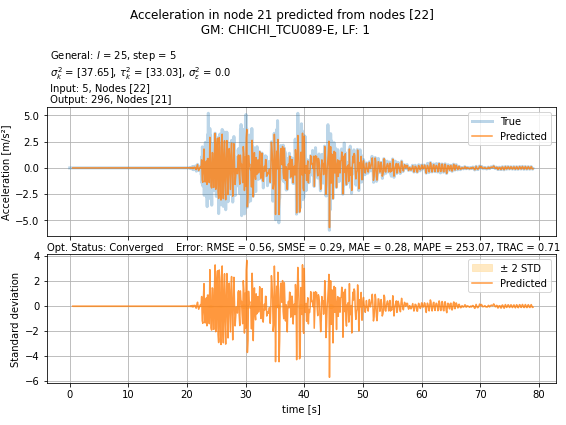 Acceleration in node 21 predicted from nodes [22]
GM: CHICHI_TCU089-E, LF: 1
General: l = 25, step = 5
σ²ₖ = [37.65], τ²ₖ = [33.03], σ²ε = 0.0
Input: 5, Nodes [22]
Output: 296, Nodes [21]
Acceleration [m/s²]
5.0
2.5
0.0
−2.5
−5.0
True
Predicted
Opt. Status: Converged Error: RMSE = 0.56, SMSE = 0.29, MAE = 0.28, MAPE = 253.07, TRAC = 0.71
Standard deviation
4
2
0
−2
−4
−6
± 2 STD
Predicted
0 10 20 30 40 50 60 70 80
time [s]